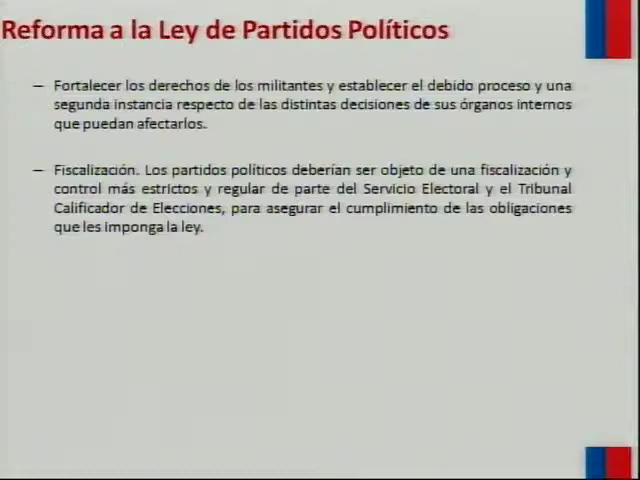 Reforma a la Ley de Partidos Políticos
– Fortalecer los derechos de los militantes y establecer el debido proceso y una
segunda instancia respecto de las distintas decisiones de sus órganos internos
que puedan afectarlos.
– Fiscalización. Los partidos políticos deberían ser objeto de una fiscalización y
control más estrictos y regular de parte del Servicio Electoral y el Tribunal
Calificador de Elecciones, para asegurar el cumplimiento de las obligaciones
que les imponga la ley.